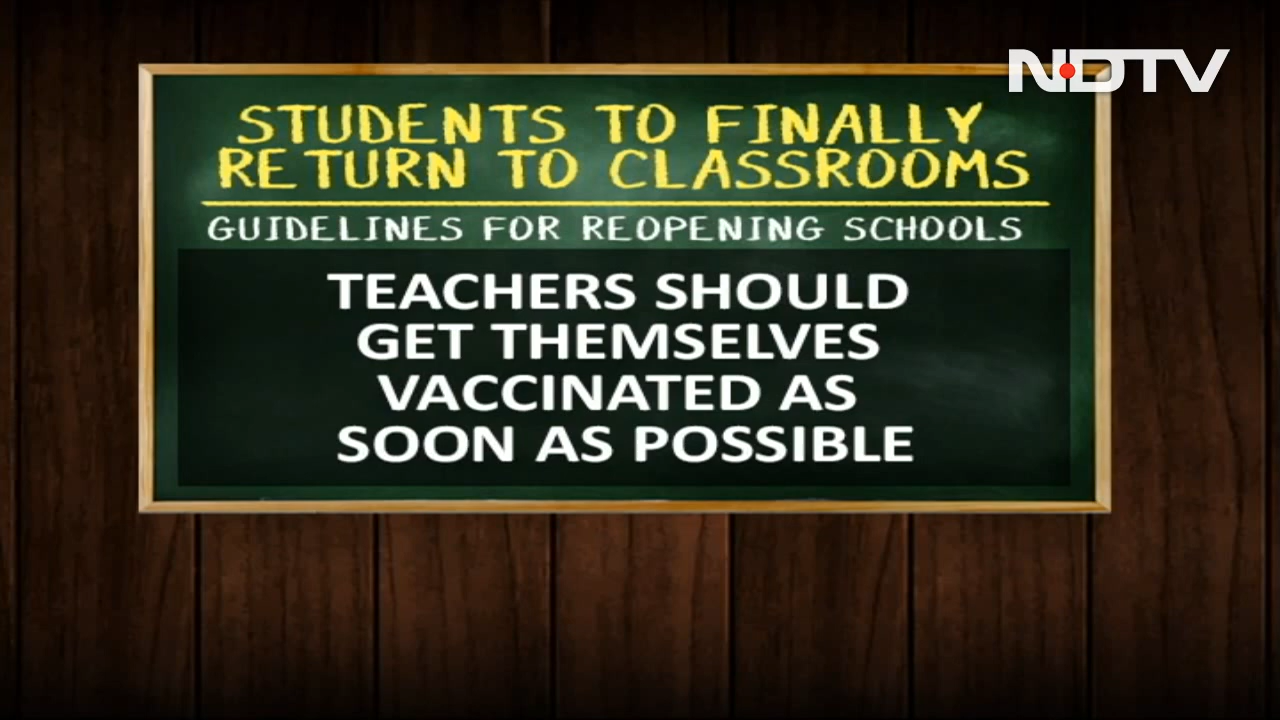 NDTV
STUDENTS TO FINALLY
RETURN TO CLASSROOMS
GUIDELINES FOR REOPENING SCHOOLS
TEACHERS SHOULD
GET THEMSELVES
VACCINATED AS
SOON AS POSSIBLE